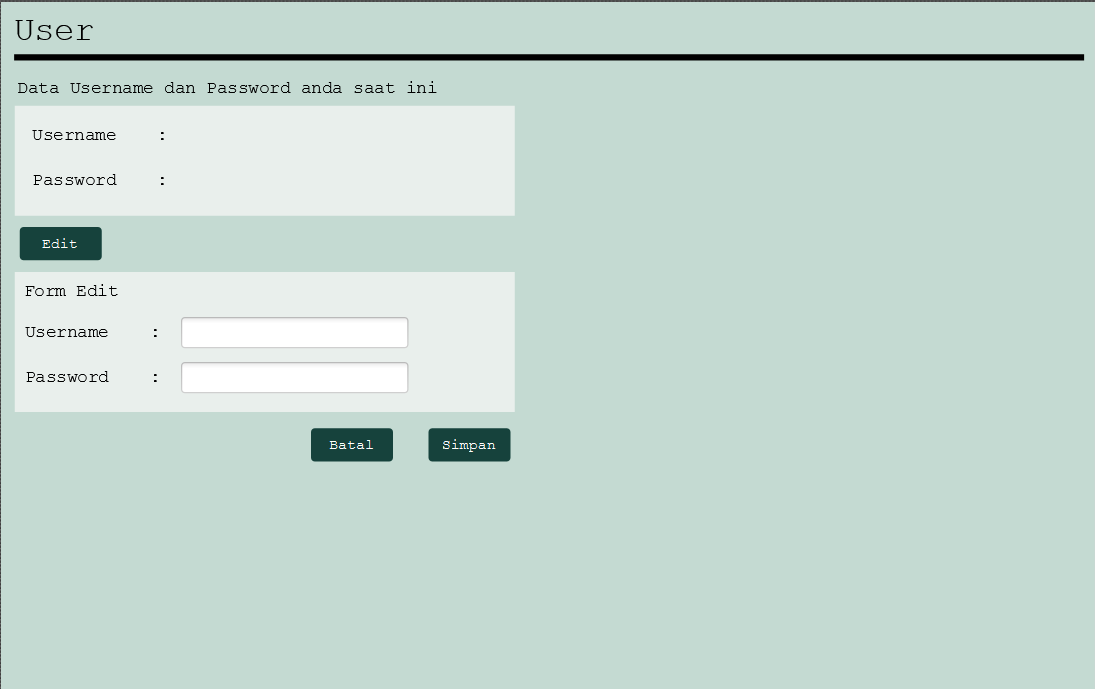 User
Data Username dan Password anda saat ini
Username :
Password :
Edit
Form Edit
Username :
Password :
Batal Simpan